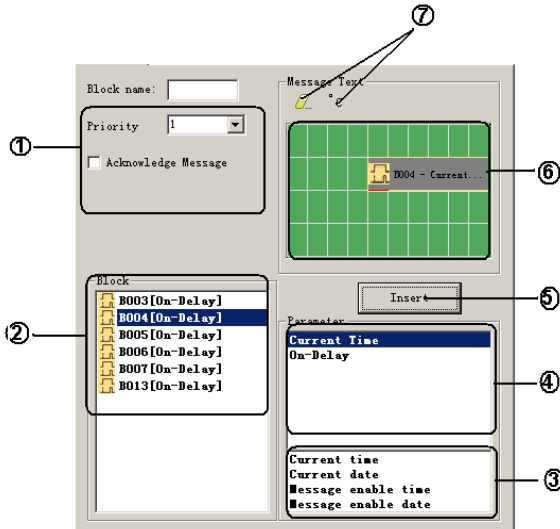 ⑦
Block name:
Message Text
° c
Priority 1
①
Acknowledge Message
B004 - Current...
⑥
Block
Insert
⑤
B003[On-Delay]
B004[On-Delay]
B005[On-Delay]
B006[On-Delay]
B007[On-Delay]
B013[On-Delay]
②
Parameter
Current Time
On-Delay
④
Current time
Current date
Message enable time
Message enable date
③